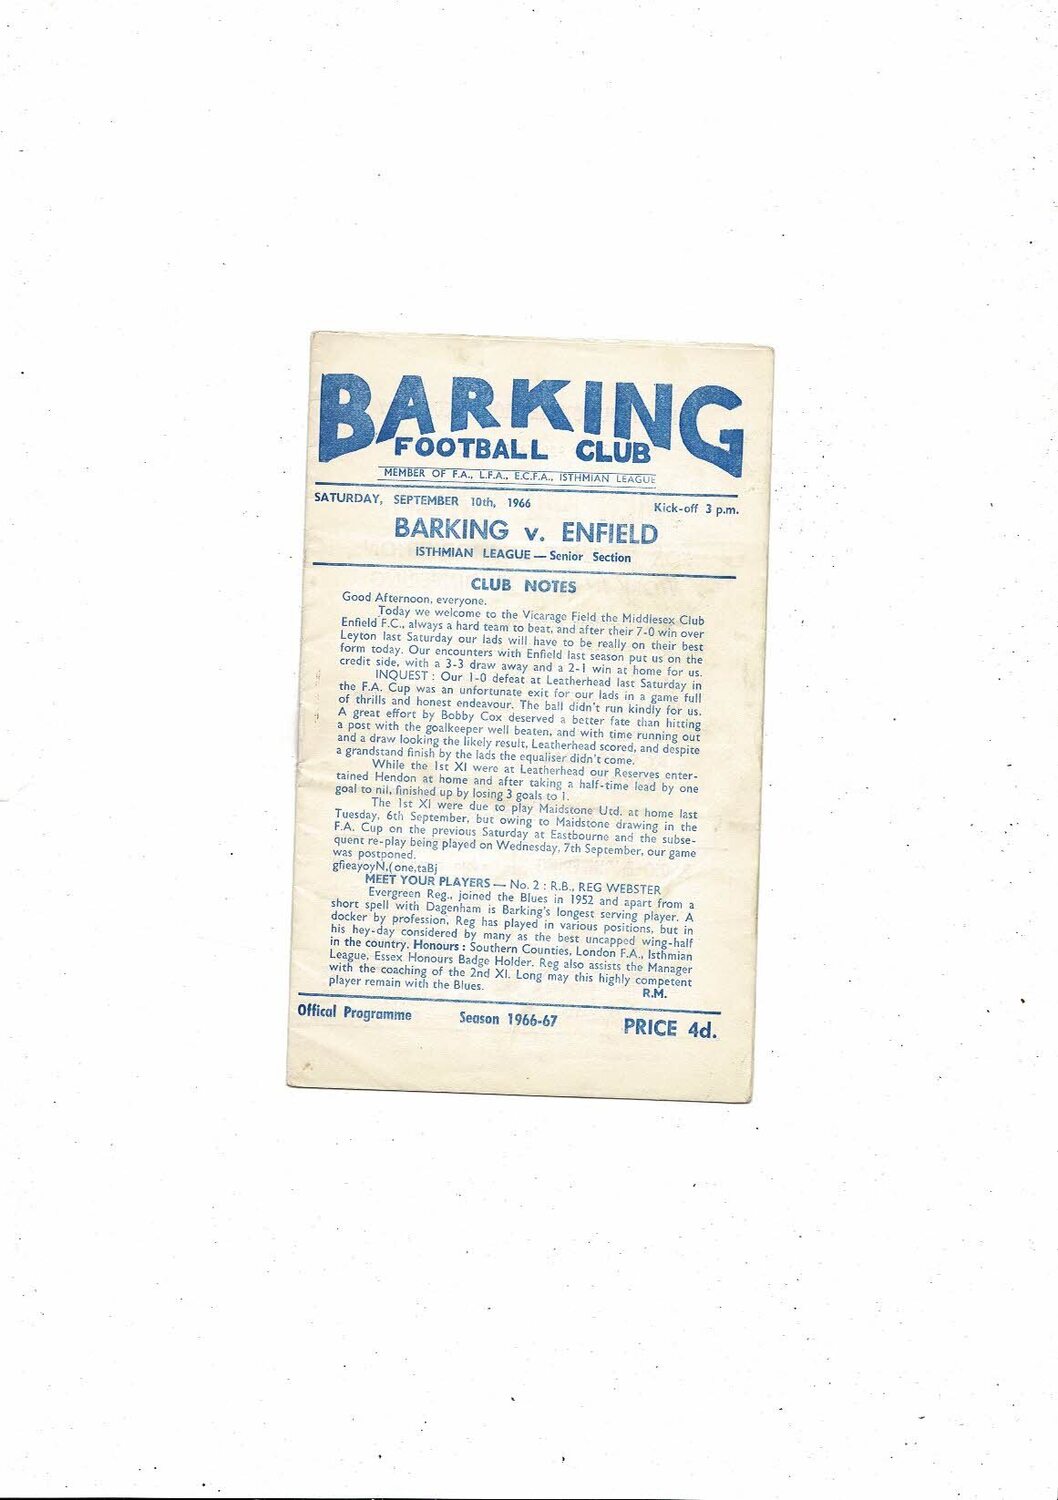 BARKING
FOOTBALL CLUB
MEMBER OF F.A., L.F.A., E.C.F.A., ISTHMIAN LEAGUE
SATURDAY, SEPTEMBER 10th, 1966 Kick-off 3 p.m.
BARKING v. ENFIELD
ISTHMIAN LEAGUE — Senior Section
CLUB NOTES
Good Afternoon, everyone.
Today we welcome to the Vicarage Field the Middlesex Club
Enfield F.C., always a hard team to beat, and after their 7-0 win over
Leyton last Saturday our lads will have to be really on their best
form today. Our encounters with Enfield last season put us on the
credit side, with a 3-3 draw away and a 2-1 win at home for us.
INQUEST : Our 1-0 defeat at Leatherhead last Saturday in
the F.A. Cup was an unfortunate exit for our lads in a game full
of thrills and honest endeavour. The ball didn't run kindly for us.
A great effort by Bobby Cox deserved a better fate than hitting
a post with the goalkeeper well beaten, and with time running out
and a draw looking the likely result, Leatherhead scored, and despite
a grandstand finish by the lads the equaliser didn't come.
While the 1st XI were at Leatherhead our Reserves enter-
tained Hendon at home and after taking a half-time lead by one
goal to nil, finished up by losing 3 goals to 1.
The 1st XI were due to play Maidstone Utd. at home last
Tuesday, 6th September, but owing to Maidstone drawing in the
F.A. Cup on the previous Saturday at Eastbourne and the subse-
quent re-play being played on Wednesday, 7th September, our game
was postponed.
gfieayoyN,( one,taBj
MEET YOUR PLAYERS — No. 2 : R.B., REG WEBSTER
Evergreen Reg., joined the Blues in 1952 and apart from a
short spell with Dagenham is Barking's longest serving player. A
docker by profession, Reg has played in various positions, but in
his hey-day considered by many as the best uncapped wing-half
in the country. Honours : Southern Counties, London F.A., Isthmian
League, Essex Honours Badge Holder. Reg also assists the Manager
with the coaching of the 2nd XI. Long may this highly competent
player remain with the Blues. R.M.
Offical Programme Season 1966-67 PRICE 4d.